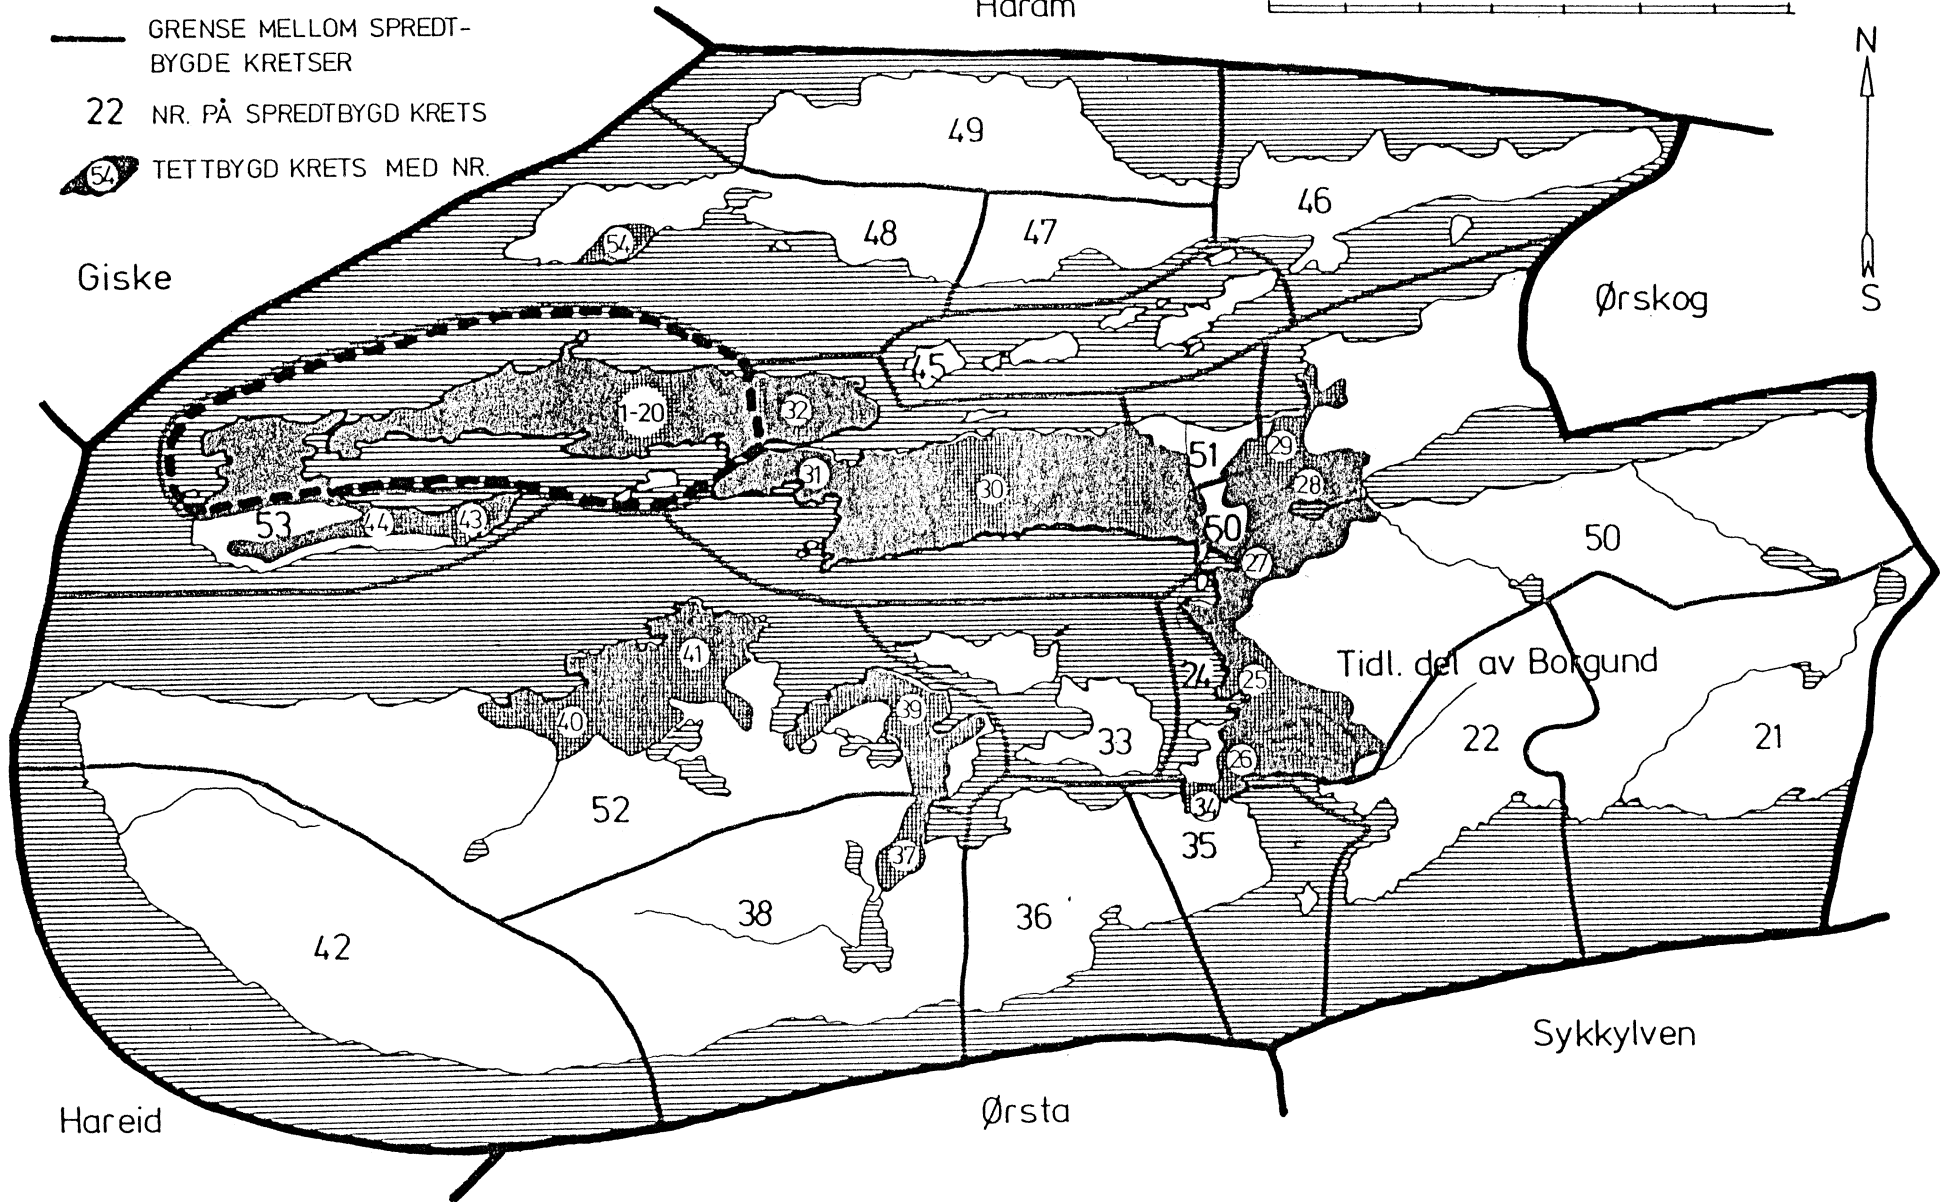 Haram
GRENSE MELLOM SPREDT-
BYGDE KRETSER
22 NR. PÅ SPREDTBYGD KRETS
54 TETTBYGD KRETS MED NR.
N
S
49
46
48
47
54
Giske
Ørskog
45
1-20
32
31
30
51
29
28
53
44
43
50
27
50
41
40
39
24
25
Tidl. del av Borgund
33
26
22
21
52
34
35
37
38
36
42
Sykkylven
Hareid
Ørsta